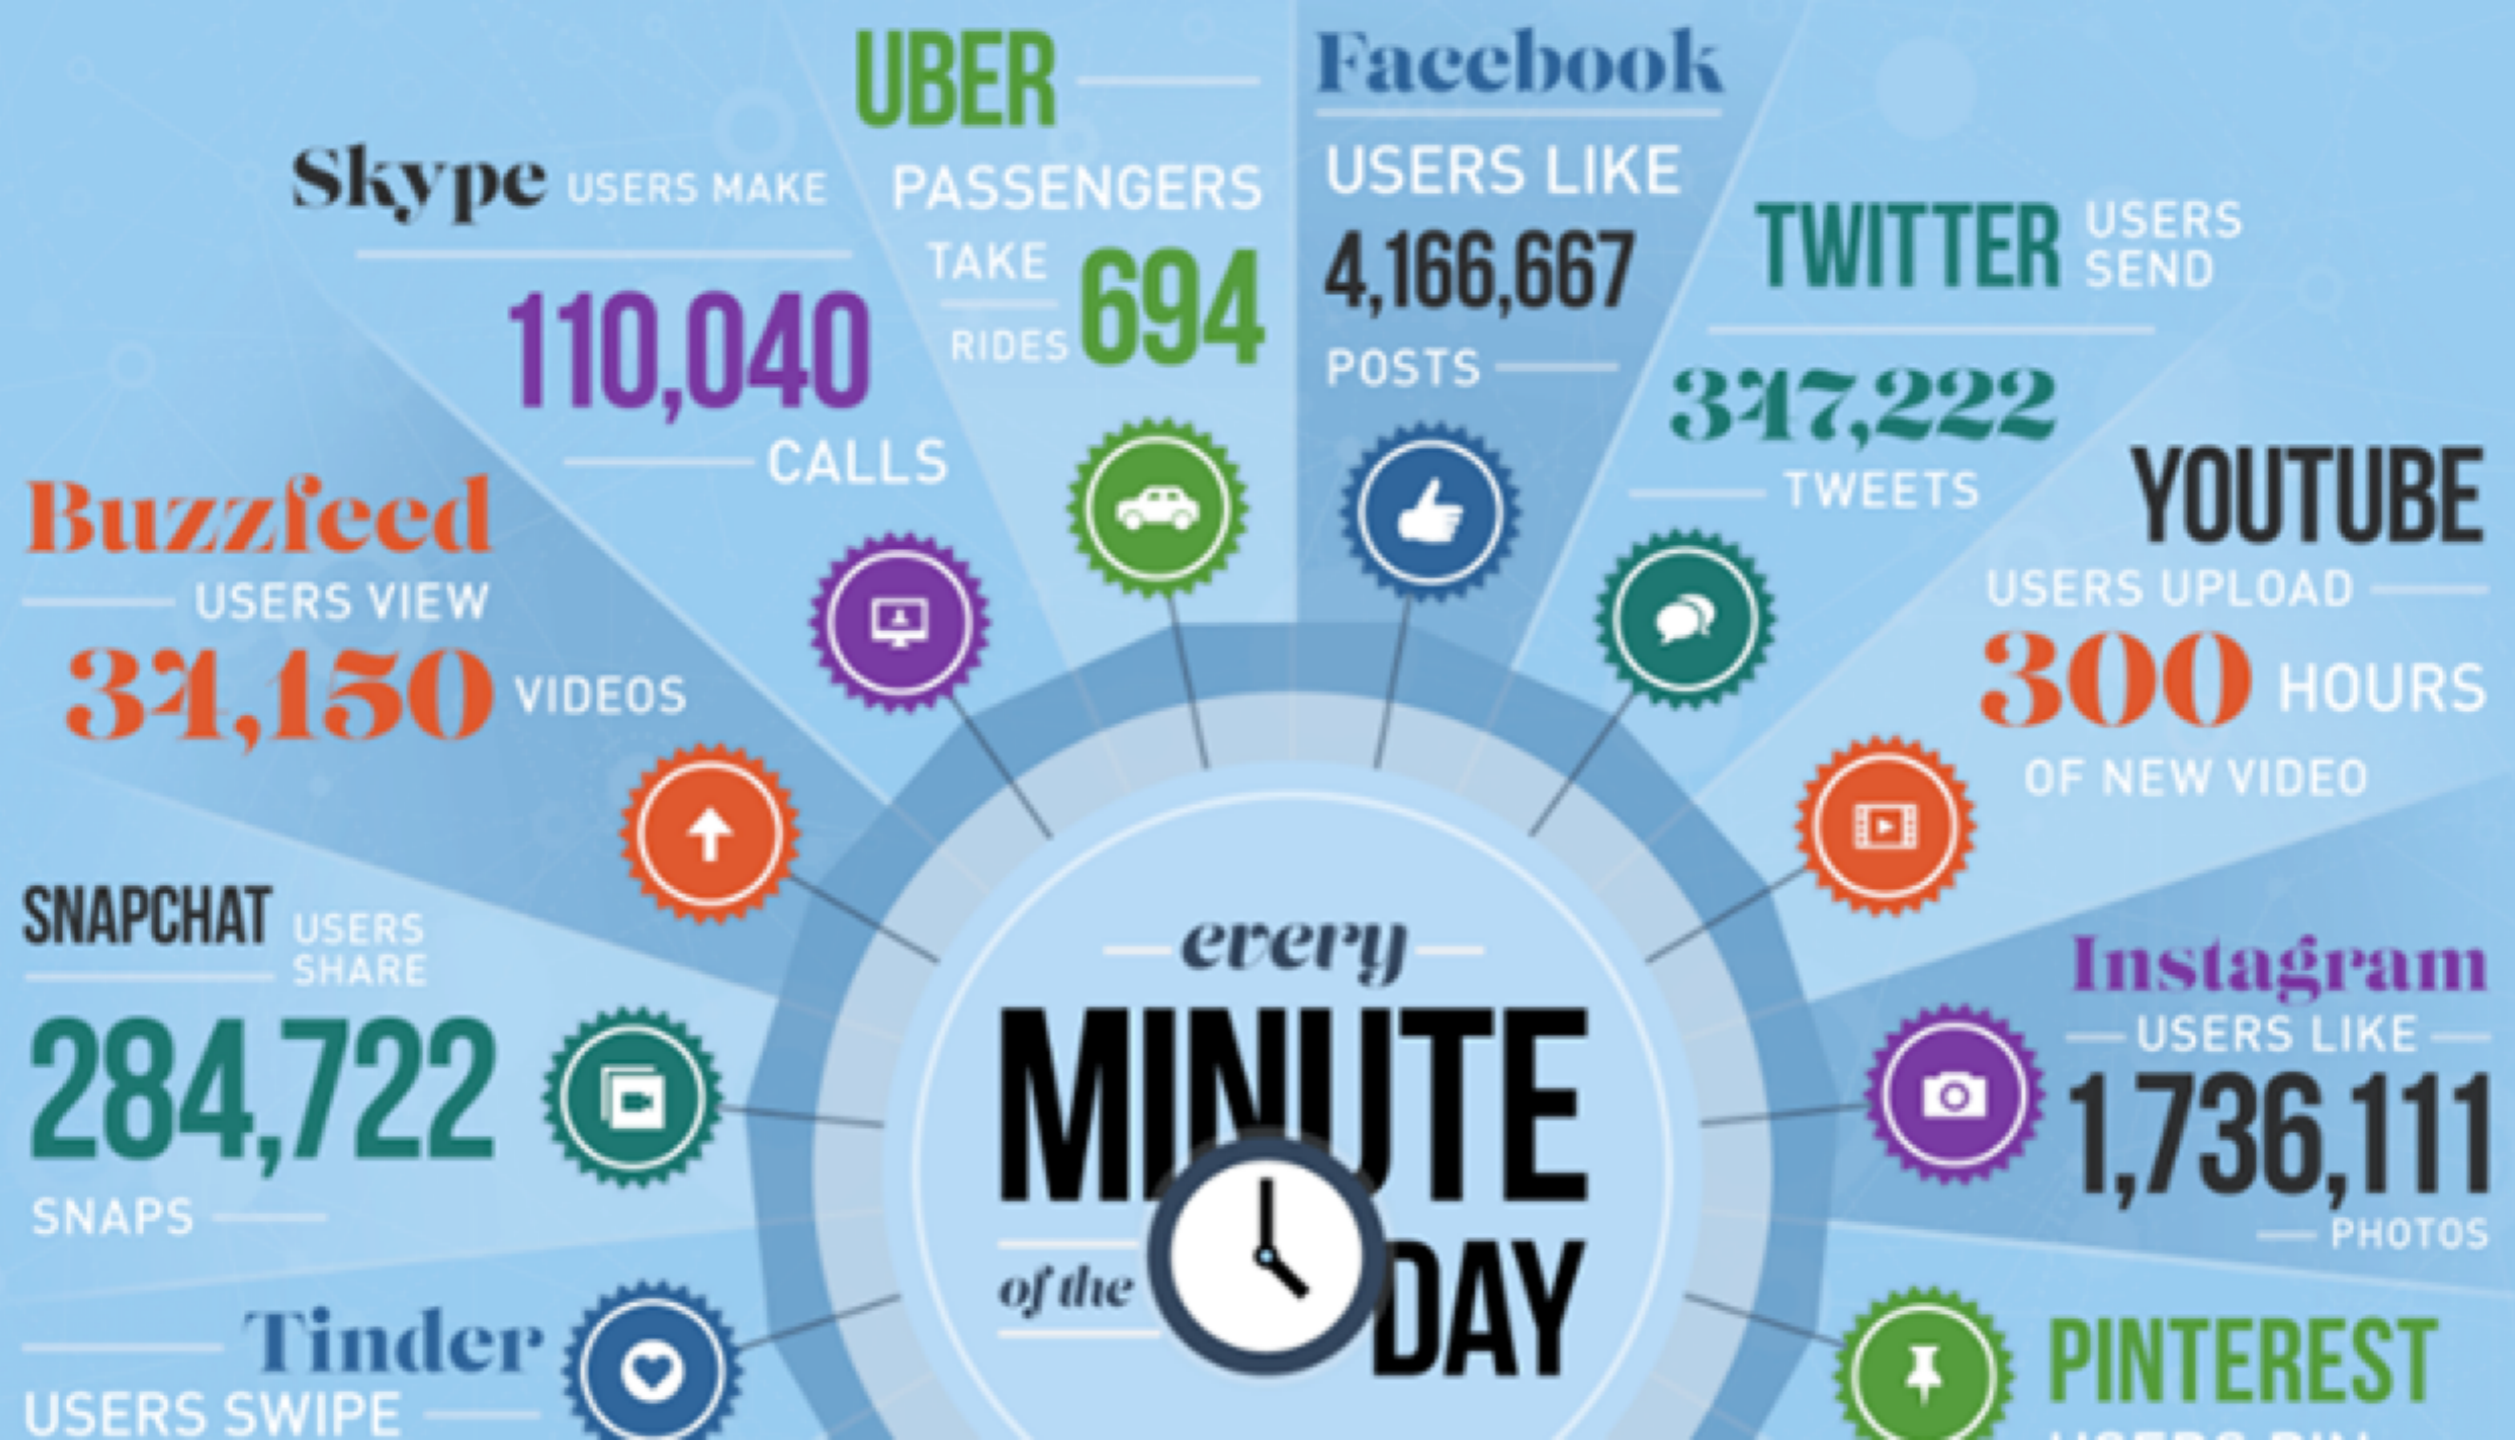 UBER
PASSENGERS
TAKE
RIDES 694
Facebook
USERS LIKE
4,166,667
POSTS
Skype USERS MAKE
110,040
CALLS
TWITTER USERS
SEND
347,222
TWEETS
Buzzfeed
USERS VIEW
34,150 VIDEOS
YOUTUBE
USERS UPLOAD
300 HOURS
OF NEW VIDEO
SNAPCHAT USERS
SHARE
284,722
SNAPS
Instagram
USERS LIKE
1,736,111
PHOTOS
every
MINUTE
of the DAY
Tinder
USERS SWIPE
PINTEREST
USERS PIN